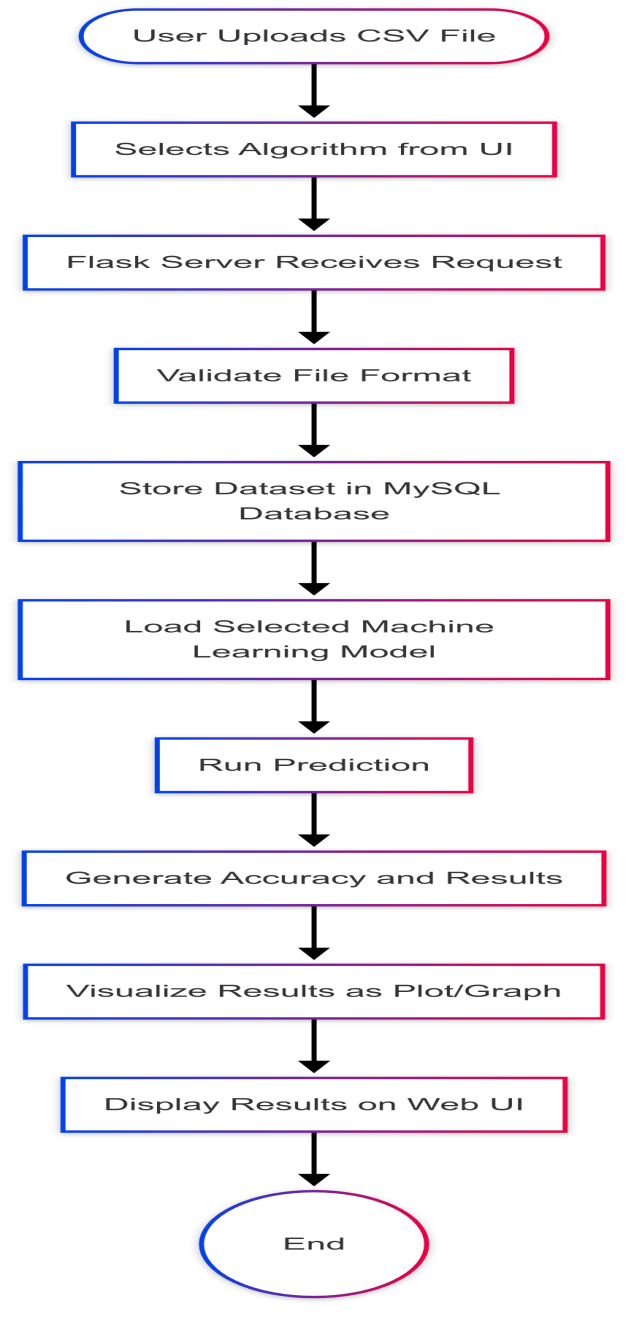 User Uploads CSV File
Selects Algorithm from UI
Flask Server Receives Request
Validate File Format
Store Dataset in MySQL
Database
Load Selected Machine
Learning Model
Run Prediction
Generate Accuracy and Results
Visualize Results as Plot/Graph
Display Results on Web UI
End